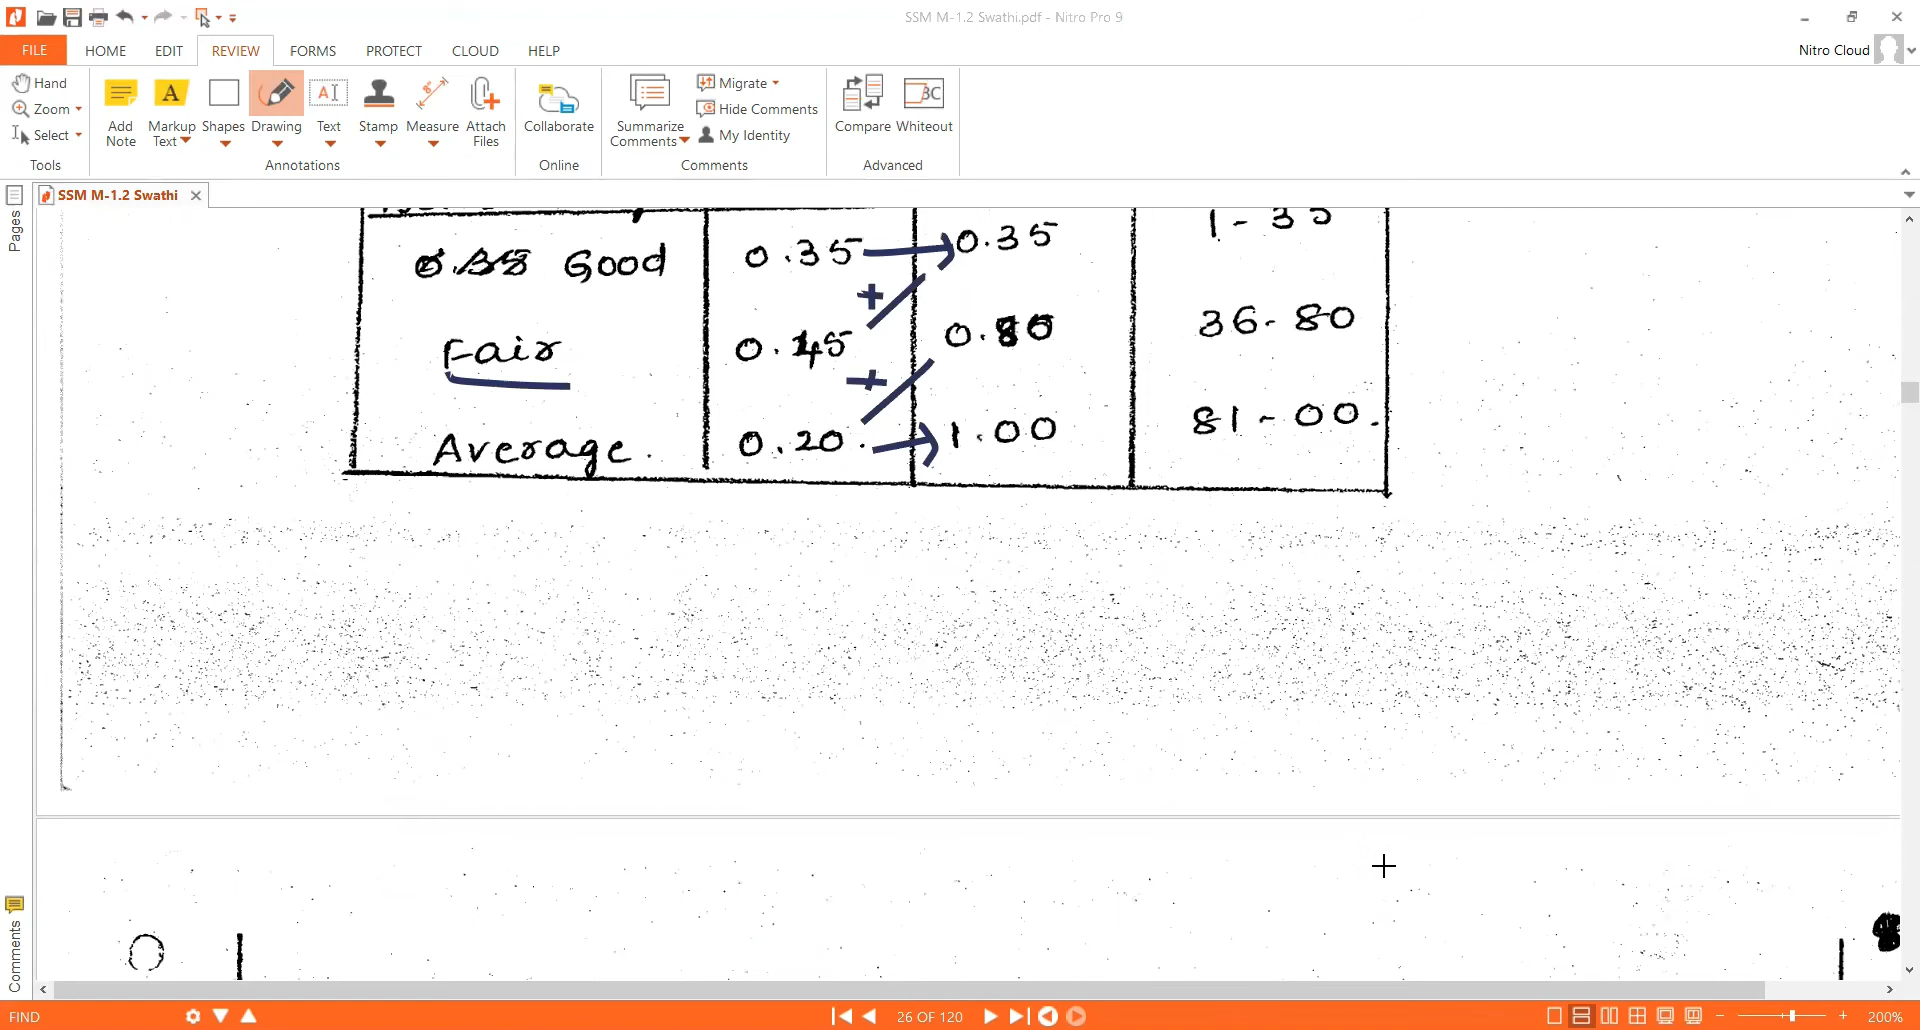 SSM M-1.2 Swathi.pdf - Nitro Pro 9
FILE HOME EDIT REVIEW FORMS PROTECT CLOUD HELP
Nitro Cloud
Hand
Zoom
Select
Tools
Add Note
Markup Text
Shapes
Drawing
Text
Stamp
Measure
Attach Files
Annotations
Collaborate
Online
Summarize Comments
Migrate
Hide Comments
My Identity
Comments
Compare
Whiteout
Advanced
SSM M-1.2 Swathi
Pages
Good 0.35 0.35 1-35
+
Fair 0.45 0.80 36-80
+
Average. 0.20. 1.00 81-00.
Comments
FIND
26 OF 120
200%